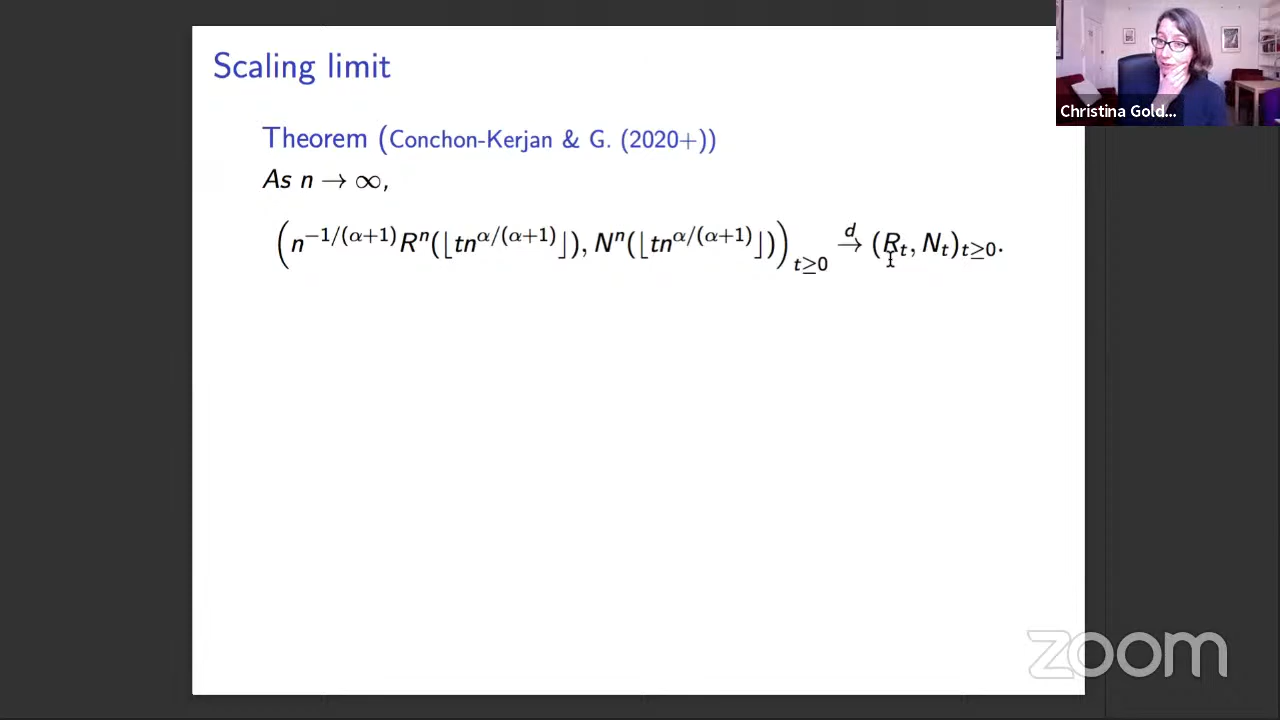 Scaling limit
Theorem (Conchon-Kerjan & G. (2020+))
As n → ∞,
(n^{−1/(α+1)} R^n(⌊tn^{α/(α+1)}⌋), N^n(⌊tn^{α/(α+1)}⌋))_{t≥0} →^d (R_t, N_t)_{t≥0}.
Christina Gold...
zoom